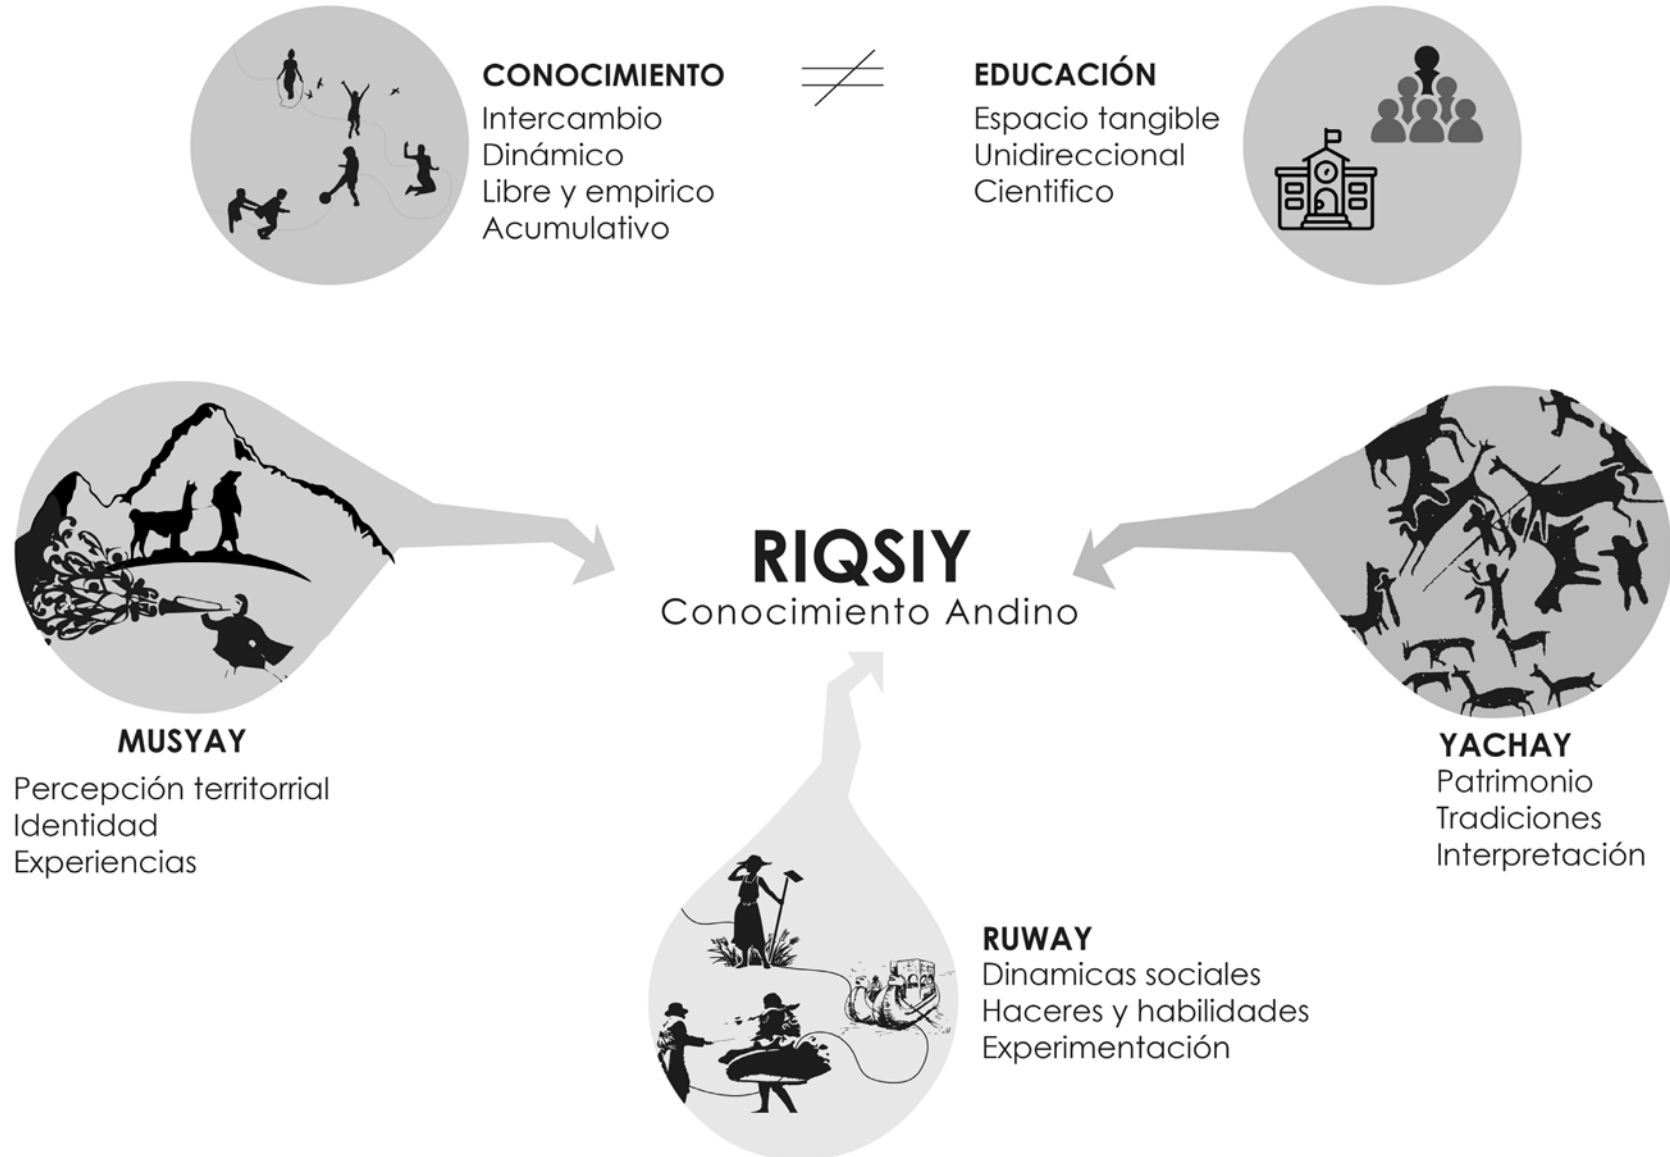 CONOCIMIENTO
Intercambio
Dinámico
Libre y empirico
Acumulativo
≠
EDUCACIÓN
Espacio tangible
Unidireccional
Cientifico
RIQSIY
Conocimiento Andino
MUSYAY
Percepción territorrial
Identidad
Experiencias
YACHAY
Patrimonio
Tradiciones
Interpretación
RUWAY
Dinamicas sociales
Haceres y habilidades
Experimentación